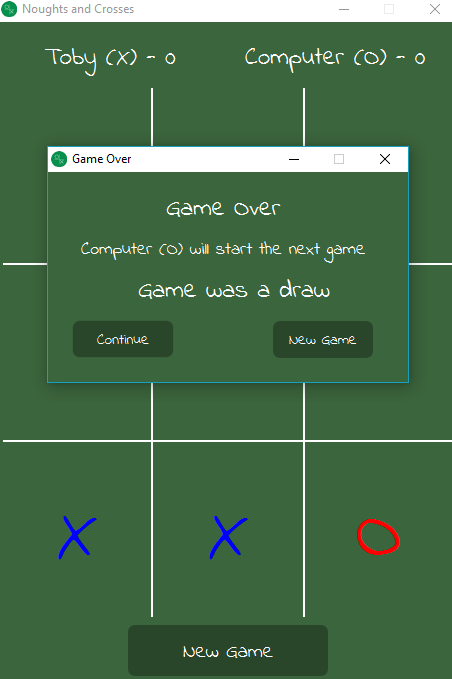 Noughts and Crosses
Toby (X) - 0 Computer (O) - 0
Game Over
Game Over
Computer (O) will start the next game
Game was a draw
Continue New Game
X X O
New Game